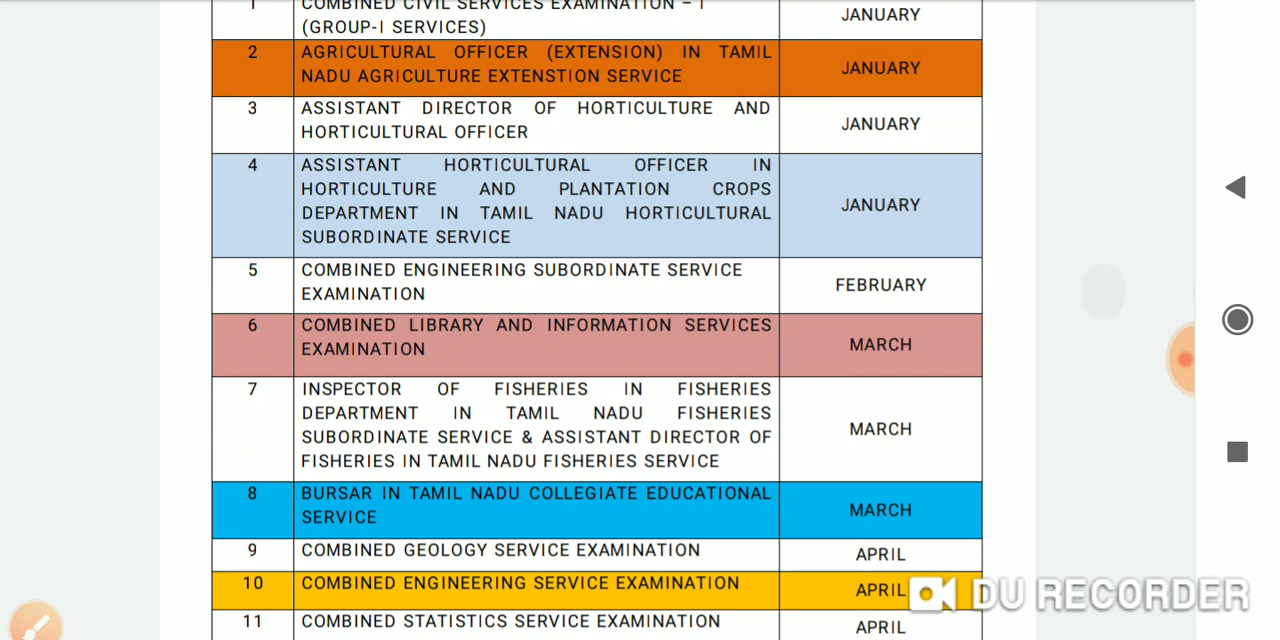 1 COMBINED CIVIL SERVICES EXAMINATION – I JANUARY
(GROUP-I SERVICES)
2 AGRICULTURAL OFFICER (EXTENSION) IN TAMIL
NADU AGRICULTURE EXTENSTION SERVICE
JANUARY
3 ASSISTANT DIRECTOR OF HORTICULTURE AND
HORTICULTURAL OFFICER
JANUARY
4 ASSISTANT HORTICULTURAL OFFICER IN
HORTICULTURE AND PLANTATION CROPS
DEPARTMENT IN TAMIL NADU HORTICULTURAL
SUBORDINATE SERVICE
JANUARY
5 COMBINED ENGINEERING SUBORDINATE SERVICE
EXAMINATION
FEBRUARY
6 COMBINED LIBRARY AND INFORMATION SERVICES
EXAMINATION
MARCH
7 INSPECTOR OF FISHERIES IN FISHERIES
DEPARTMENT IN TAMIL NADU FISHERIES
SUBORDINATE SERVICE & ASSISTANT DIRECTOR OF
FISHERIES IN TAMIL NADU FISHERIES SERVICE
MARCH
8 BURSAR IN TAMIL NADU COLLEGIATE EDUCATIONAL
SERVICE
MARCH
9 COMBINED GEOLOGY SERVICE EXAMINATION APRIL
10 COMBINED ENGINEERING SERVICE EXAMINATION APRIL
11 COMBINED STATISTICS SERVICE EXAMINATION APRIL
DU RECORDER